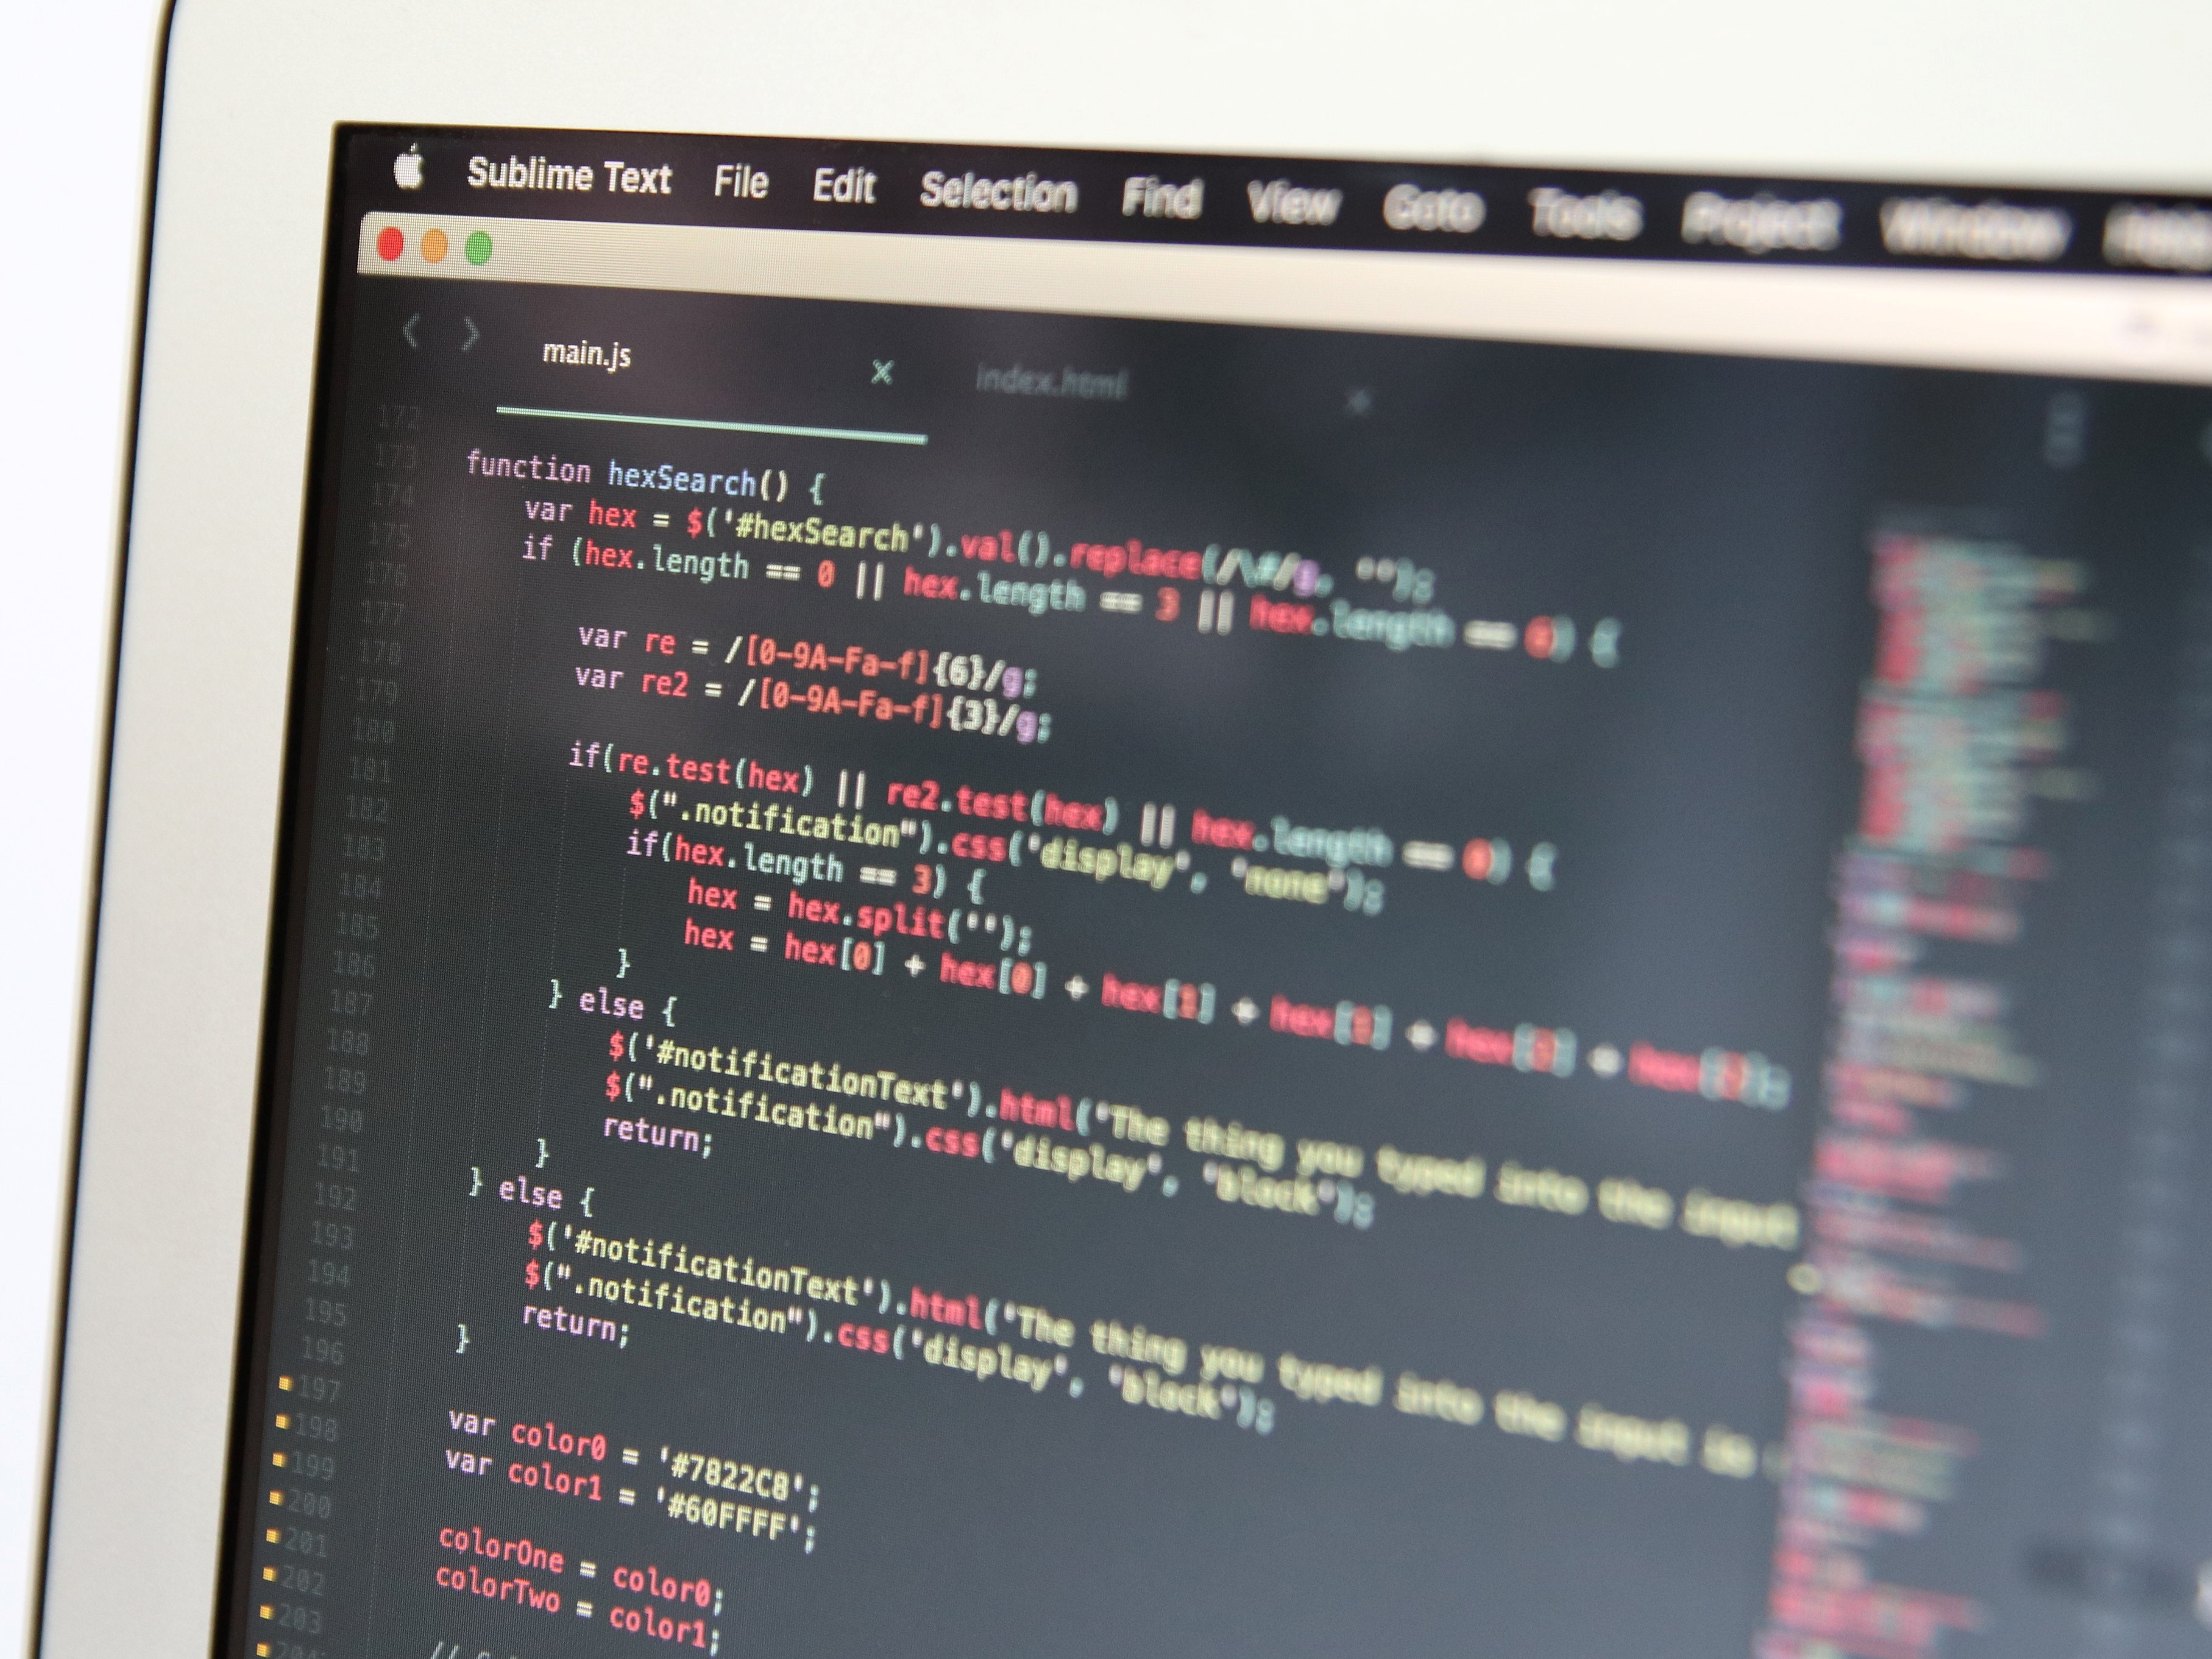 Sublime Text File Edit Selection Find View Goto Tools Project Window Help
main.js index.html
172
173 function hexSearch() {
174 var hex = $('#hexSearch').val().replace(/\#/g, '');
175 if (hex.length == 0 || hex.length == 3 || hex.length == ) {
176
177 var re = /[0-9A-Fa-f]{6}/g;
178 var re2 = /[0-9A-Fa-f]{3}/g;
179
180 if(re.test(hex) || re2.test(hex) || hex.length == 0) {
181 $(".notification").css('display', 'none');
182 if(hex.length == 3) {
183 hex = hex.split('');
184 hex = hex[0] + hex[0] + hex[1] + hex[1] + hex[2] + hex[2];
185 }
186 } else {
187 $('#notificationText').html('The thing you typed into the input
188 $(".notification").css('display', 'block');
189 return;
190 }
191 } else {
192 $('#notificationText').html('The thing you typed into the input is
193 $(".notification").css('display', 'block');
194 return;
195 }
196
197 var color0 = '#7822C8';
198 var color1 = '#60FFFF';
199
200 colorOne = color0;
201 colorTwo = color1;
202
203 //
204